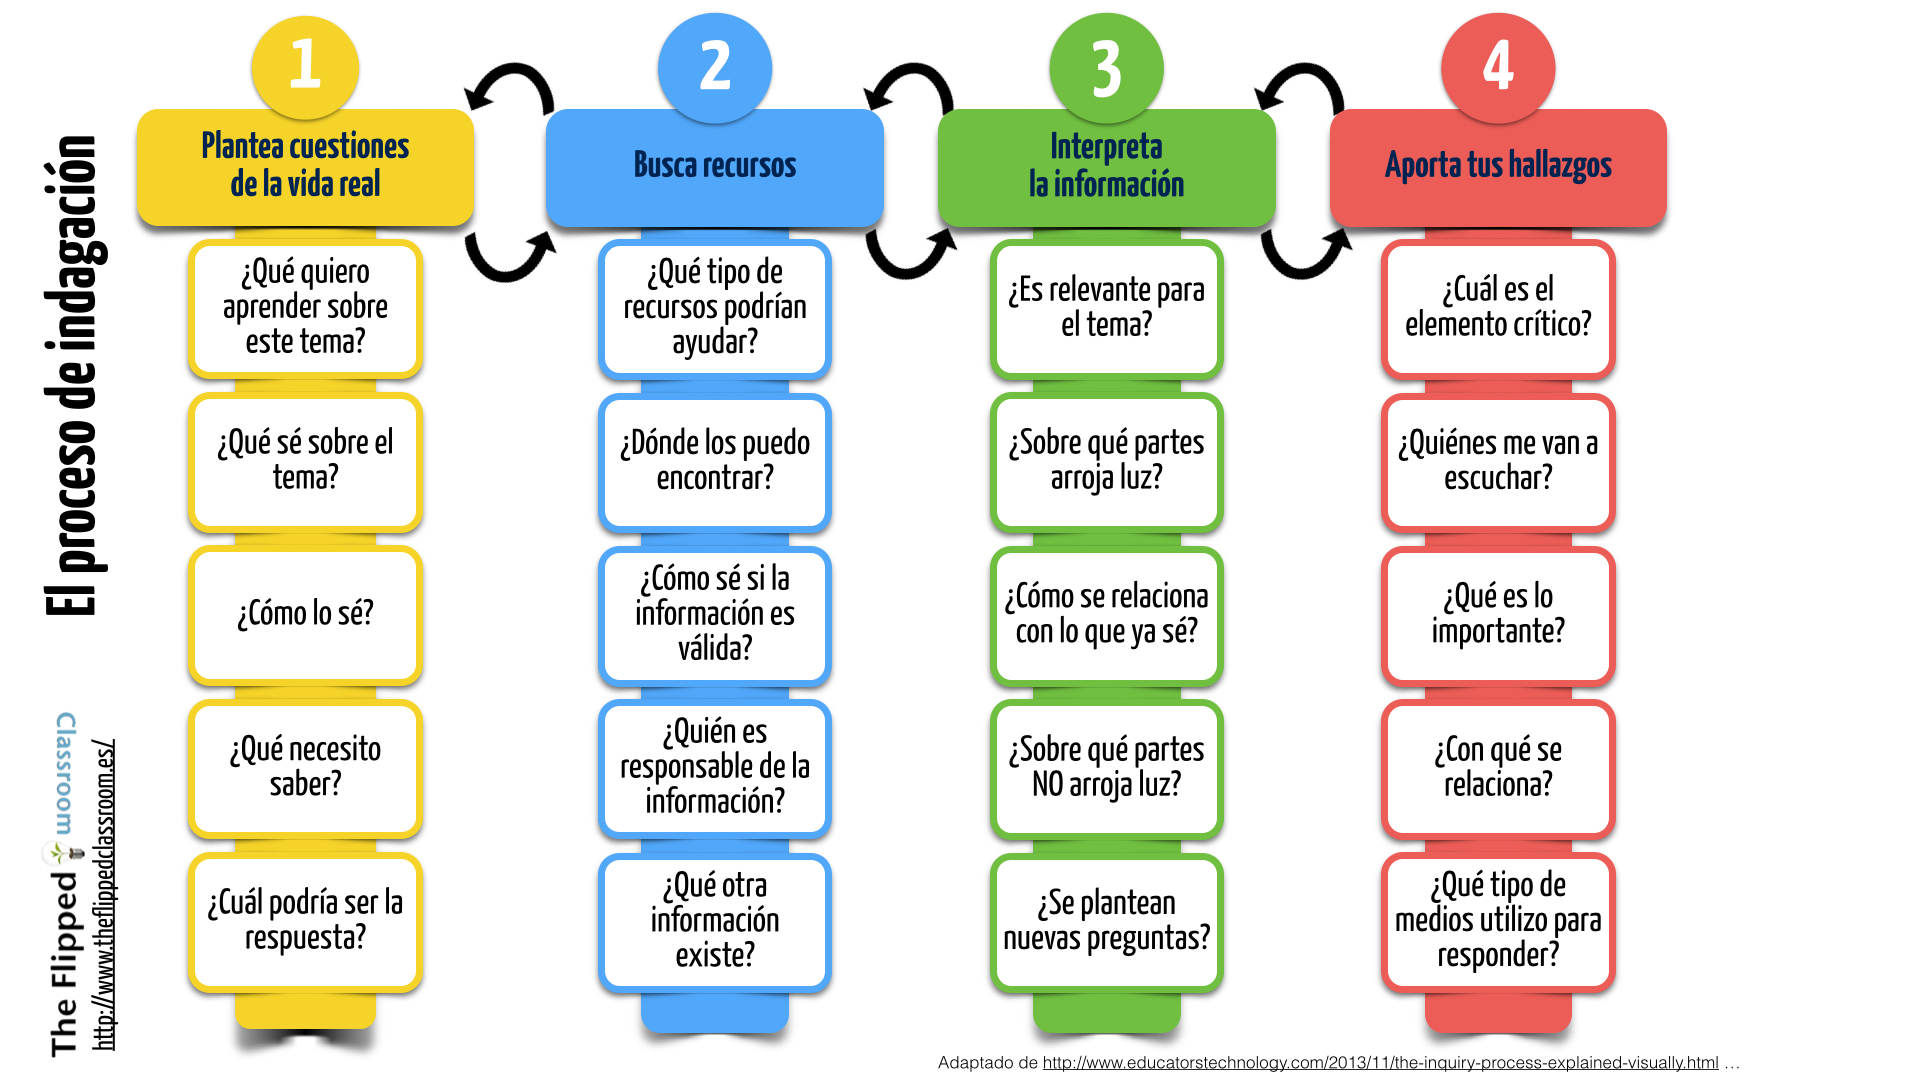 El proceso de indagación
The Flipped Classroom
http://www.theflippedclassroom.es/
1
Plantea cuestiones
de la vida real
¿Qué quiero
aprender sobre
este tema?
¿Qué sé sobre el
tema?
¿Cómo lo sé?
¿Qué necesito
saber?
¿Cuál podría ser la
respuesta?
2
Busca recursos
¿Qué tipo de
recursos podrían
ayudar?
¿Dónde los puedo
encontrar?
¿Cómo sé si la
información es
válida?
¿Quién es
responsable de la
información?
¿Qué otra
información
existe?
3
Interpreta
la información
¿Es relevante para
el tema?
¿Sobre qué partes
arroja luz?
¿Cómo se relaciona
con lo que ya sé?
¿Sobre qué partes
NO arroja luz?
¿Se plantean
nuevas preguntas?
4
Aporta tus hallazgos
¿Cuál es el
elemento crítico?
¿Quiénes me van a
escuchar?
¿Qué es lo
importante?
¿Con qué se
relaciona?
¿Qué tipo de
medios utilizo para
responder?
Adaptado de http://www.educatorstechnology.com/2013/11/the-inquiry-process-explained-visually.html …